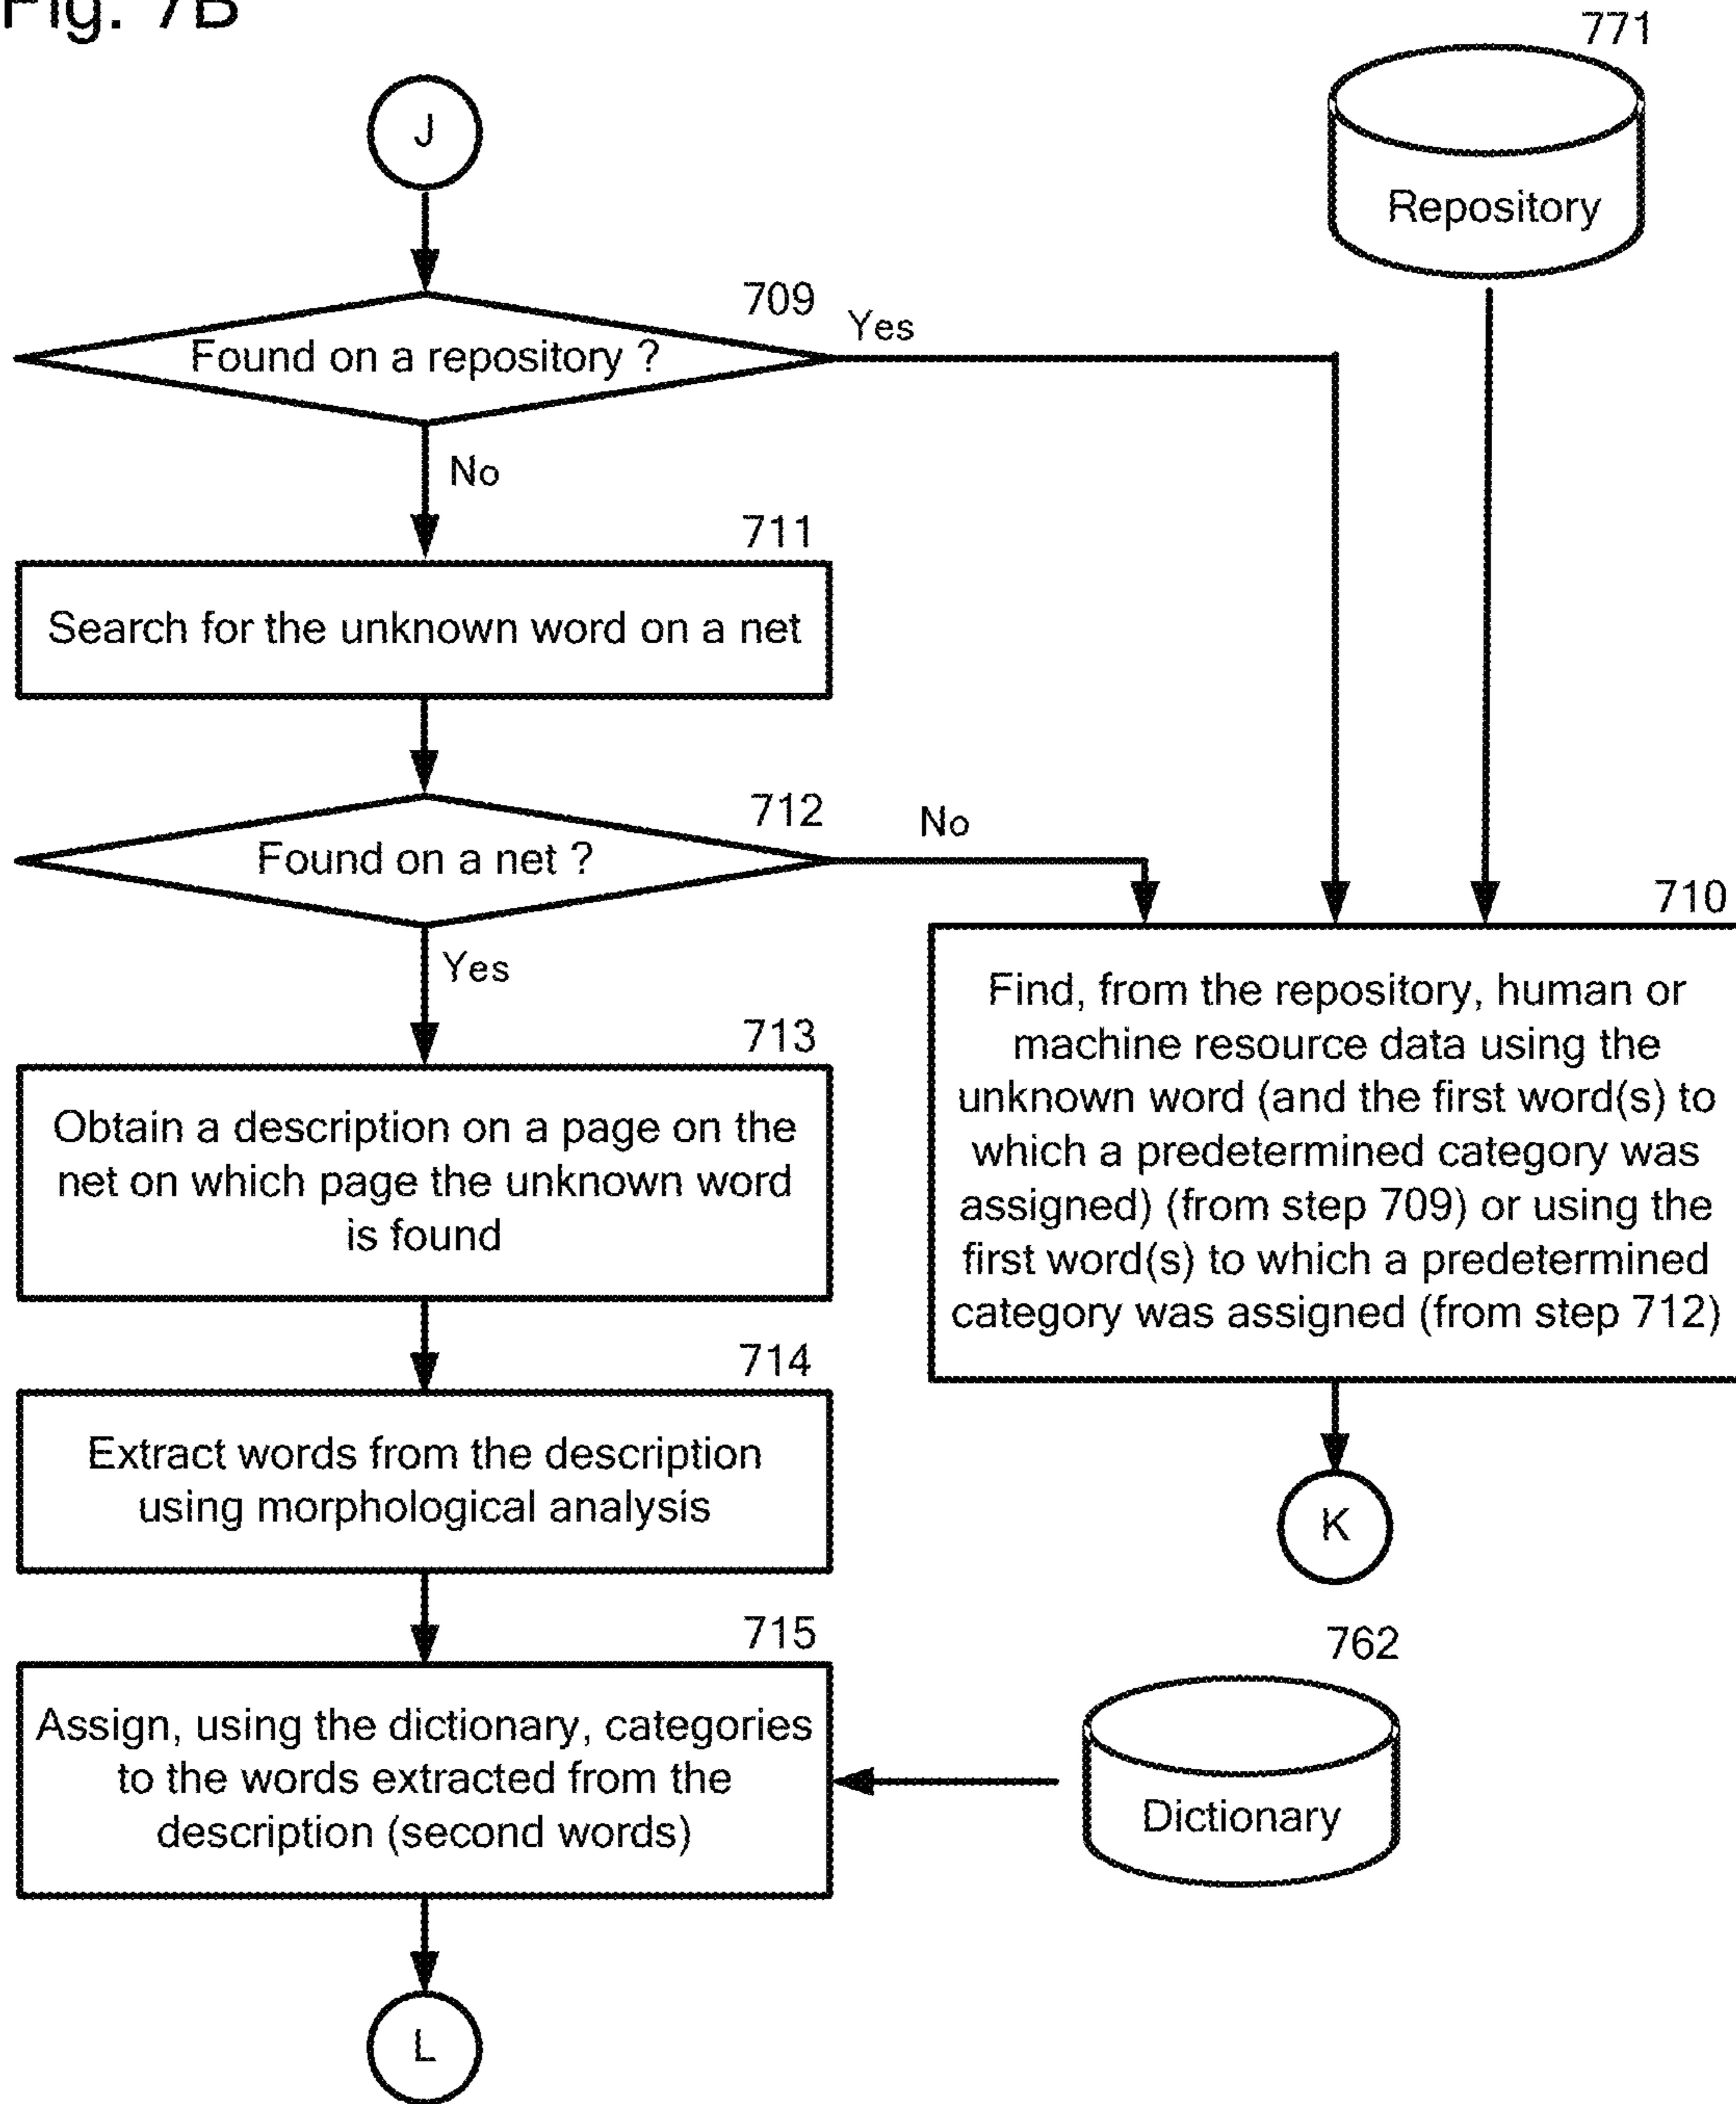 Fig. 7B
771
J
Repository
709
Found on a repository ?
Yes
No
711
Search for the unknown word on a net
712
Found on a net ?
No
Yes
710
Find, from the repository, human or
machine resource data using the
unknown word (and the first word(s) to
which a predetermined category was
assigned) (from step 709) or using the
first word(s) to which a predetermined
category was assigned (from step 712)
713
Obtain a description on a page on the
net on which page the unknown word
is found
714
Extract words from the description
using morphological analysis
K
715
Assign, using the dictionary, categories
to the words extracted from the
description (second words)
762
Dictionary
L